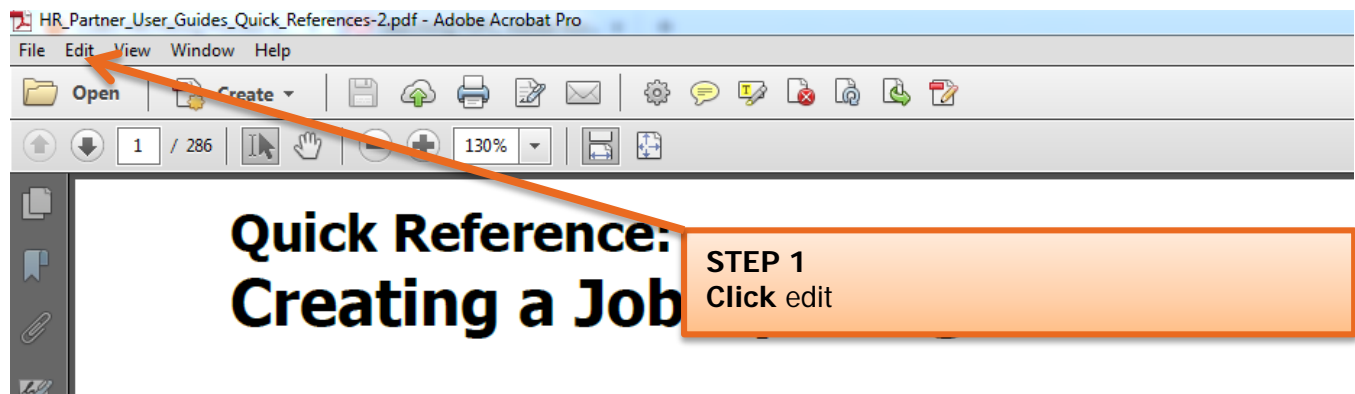 HR_Partner_User_Guides_Quick_References-2.pdf - Adobe Acrobat Pro
File Edit View Window Help
Open Create
1 / 286 130%
Quick Reference:
Creating a Job
STEP 1
Click edit